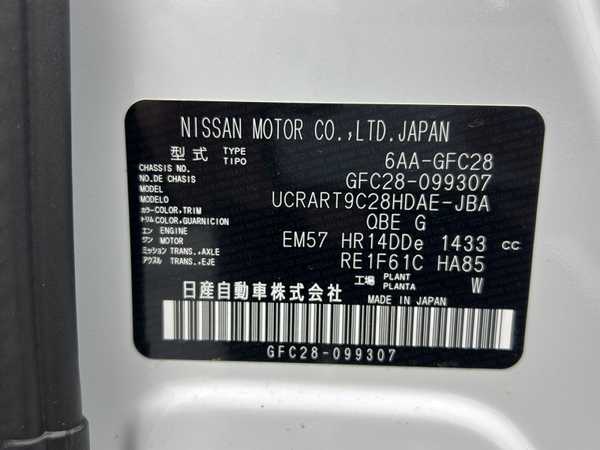 NISSAN MOTOR CO.,LTD.JAPAN
型式 TYPE TIPO 6AA-GFC28
CHASSIS NO.
NO.DE CHASIS GFC28-099307
MODEL
MODELO UCRART9C28HDAE-JBA
カラー,トリム COLOR,TRIM
COLOR,GUARNICION QBE G
エンジン ENGINE
MOTOR EM57 HR14DDe 1433 cc
ミッション アクスル TRANS.,AXLE
TRANS.,EJE RE1F61C HA85
工場 PLANT PLANTA W
日産自動車株式会社 MADE IN JAPAN
GFC28-099307